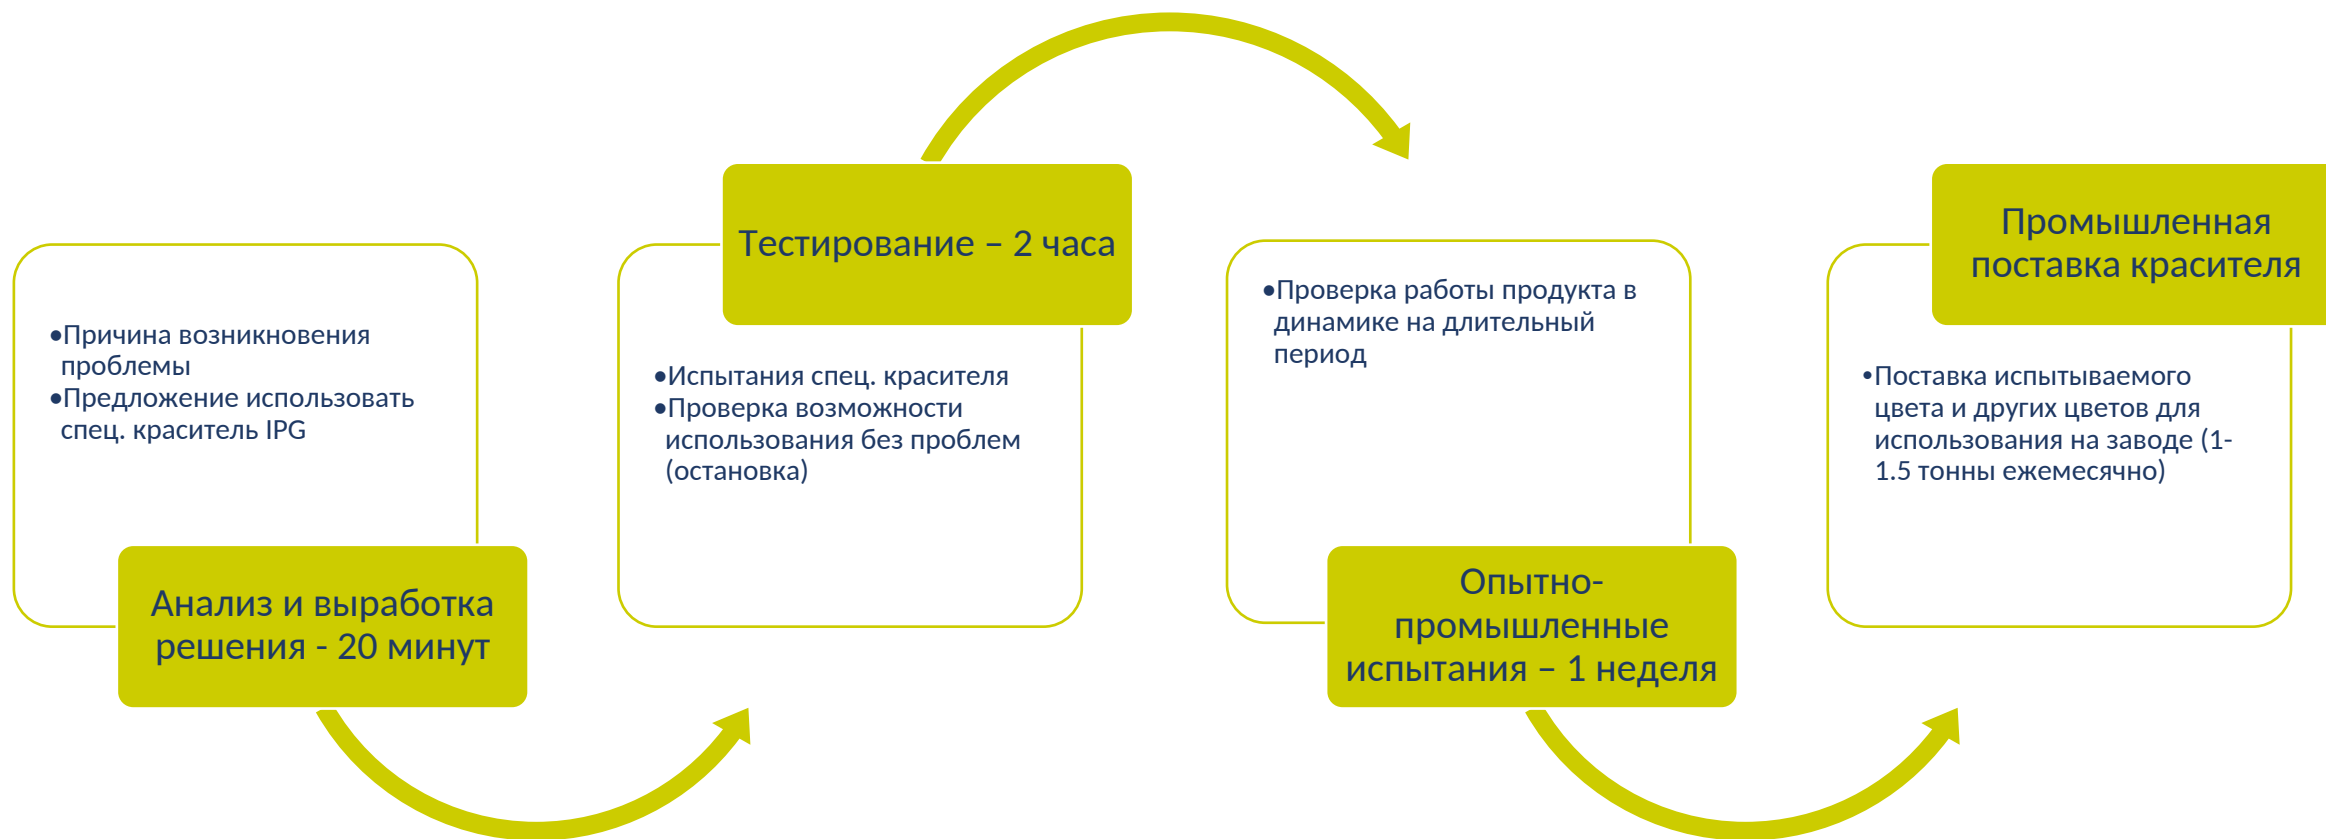 •Причина возникновения
проблемы
•Предложение использовать
спец. краситель IPG
Анализ и выработка
решения - 20 минут
Тестирование – 2 часа
•Испытания спец. красителя
•Проверка возможности
использования без проблем
(остановка)
•Проверка работы продукта в
динамике на длительный
период
Опытно-
промышленные
испытания – 1 неделя
Промышленная
поставка красителя
•Поставка испытываемого
цвета и других цветов для
использования на заводе (1-
1.5 тонны ежемесячно)